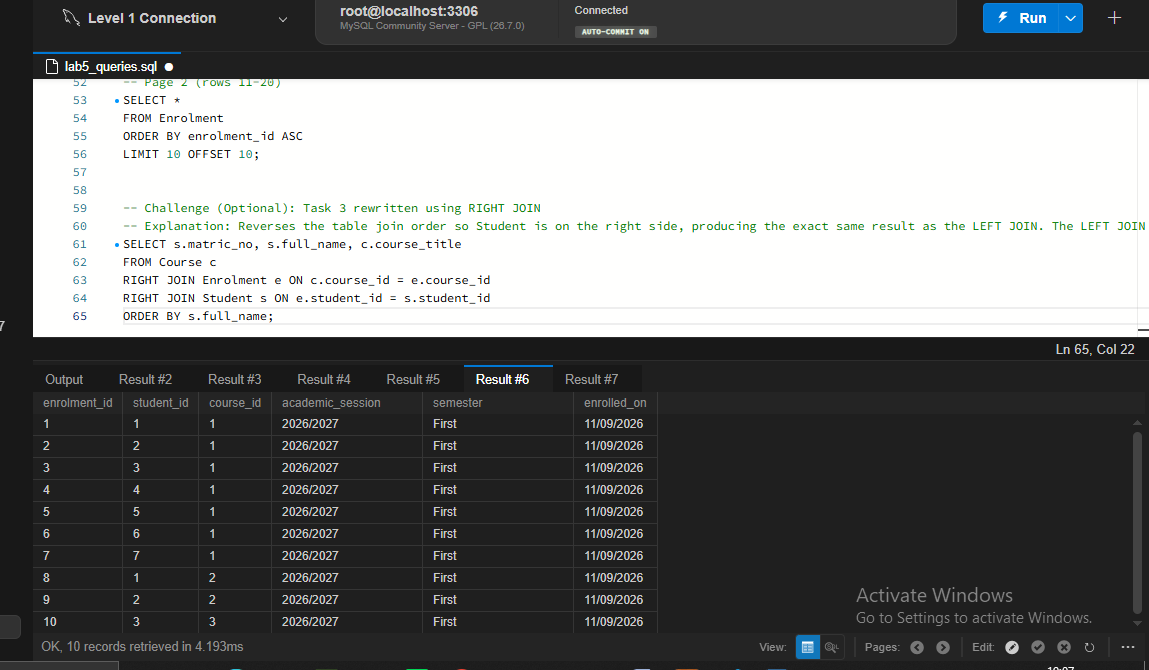 Level 1 Connection
root@localhost:3306
MySQL Community Server - GPL (26.7.0)
Connected
AUTO-COMMIT ON
Run
lab5_queries.sql
52 -- Page 2 (rows 11-20)
53 SELECT *
54 FROM Enrolment
55 ORDER BY enrolment_id ASC
56 LIMIT 10 OFFSET 10;
57
58
59 -- Challenge (Optional): Task 3 rewritten using RIGHT JOIN
60 -- Explanation: Reverses the table join order so Student is on the right side, producing the exact same result as the LEFT JOIN. The LEFT JOIN
61 SELECT s.matric_no, s.full_name, c.course_title
62 FROM Course c
63 RIGHT JOIN Enrolment e ON c.course_id = e.course_id
64 RIGHT JOIN Student s ON e.student_id = s.student_id
65 ORDER BY s.full_name;
7
Ln 65, Col 22
Output Result #2 Result #3 Result #4 Result #5 Result #6 Result #7
enrolment_id student_id course_id academic_session semester enrolled_on
1 1 1 2026/2027 First 11/09/2026
2 2 1 2026/2027 First 11/09/2026
3 3 1 2026/2027 First 11/09/2026
4 4 1 2026/2027 First 11/09/2026
5 5 1 2026/2027 First 11/09/2026
6 6 1 2026/2027 First 11/09/2026
7 7 1 2026/2027 First 11/09/2026
8 1 2 2026/2027 First 11/09/2026
9 2 2 2026/2027 First 11/09/2026
10 3 3 2026/2027 First 11/09/2026
Activate Windows
Go to Settings to activate Windows.
OK, 10 records retrieved in 4.193ms
View: Pages: Edit: